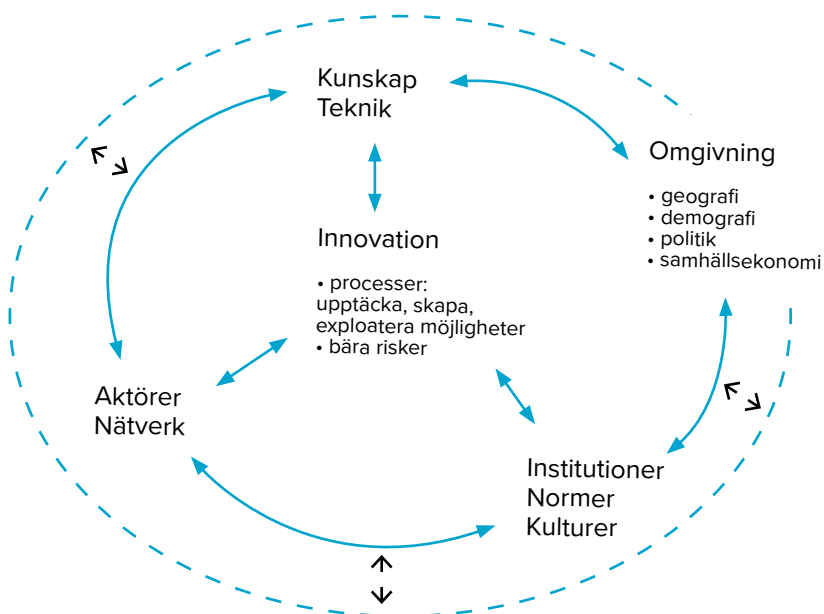 Kunskap
Teknik
Omgivning
• geografi
• demografi
• politik
• samhällsekonomi
Innovation
• processer:
upptäcka, skapa,
exploatera möjligheter
• bära risker
Aktörer
Nätverk
Institutioner
Normer
Kulturer